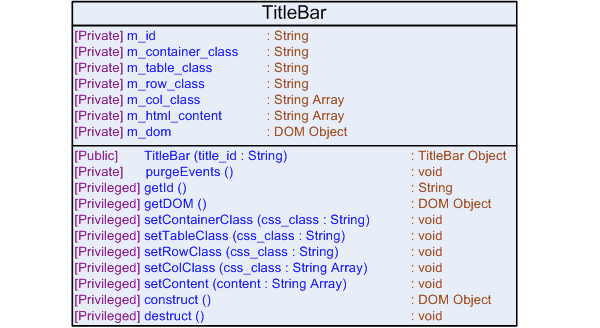 TitleBar
[Private] m_id : String
[Private] m_container_class : String
[Private] m_table_class : String
[Private] m_row_class : String
[Private] m_col_class : String Array
[Private] m_html_content : String Array
[Private] m_dom : DOM Object
[Public] TitleBar (title_id : String) : TitleBar Object
[Private] purgeEvents () : void
[Privileged] getId () : String
[Privileged] getDOM () : DOM Object
[Privileged] setContainerClass (css_class : String) : void
[Privileged] setTableClass (css_class : String) : void
[Privileged] setRowClass (css_class : String) : void
[Privileged] setColClass (css_class : String Array) : void
[Privileged] setContent (content : String Array) : void
[Privileged] construct () : DOM Object
[Privileged] destruct () : void